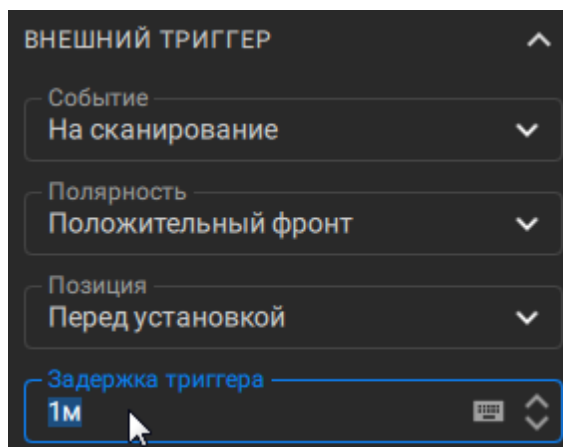 ВНЕШНИЙ ТРИГГЕР
Событие
На сканирование
Полярность
Положительный фронт
Позиция
Перед установкой
Задержка триггера
1м